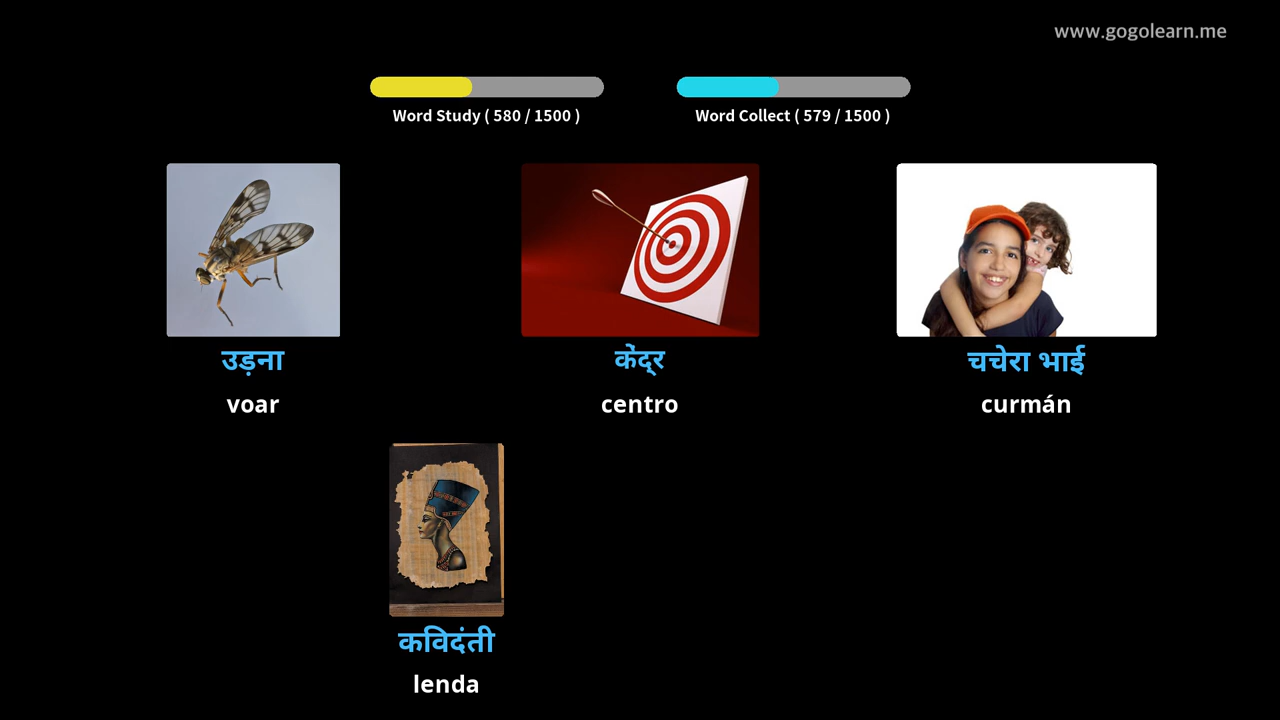 www.gogolearn.me
Word Study ( 580 / 1500 )
Word Collect ( 579 / 1500 )
उड़ना
केंद्र
चचेरा भाई
voar
centro
curmán
कविदंती
lenda